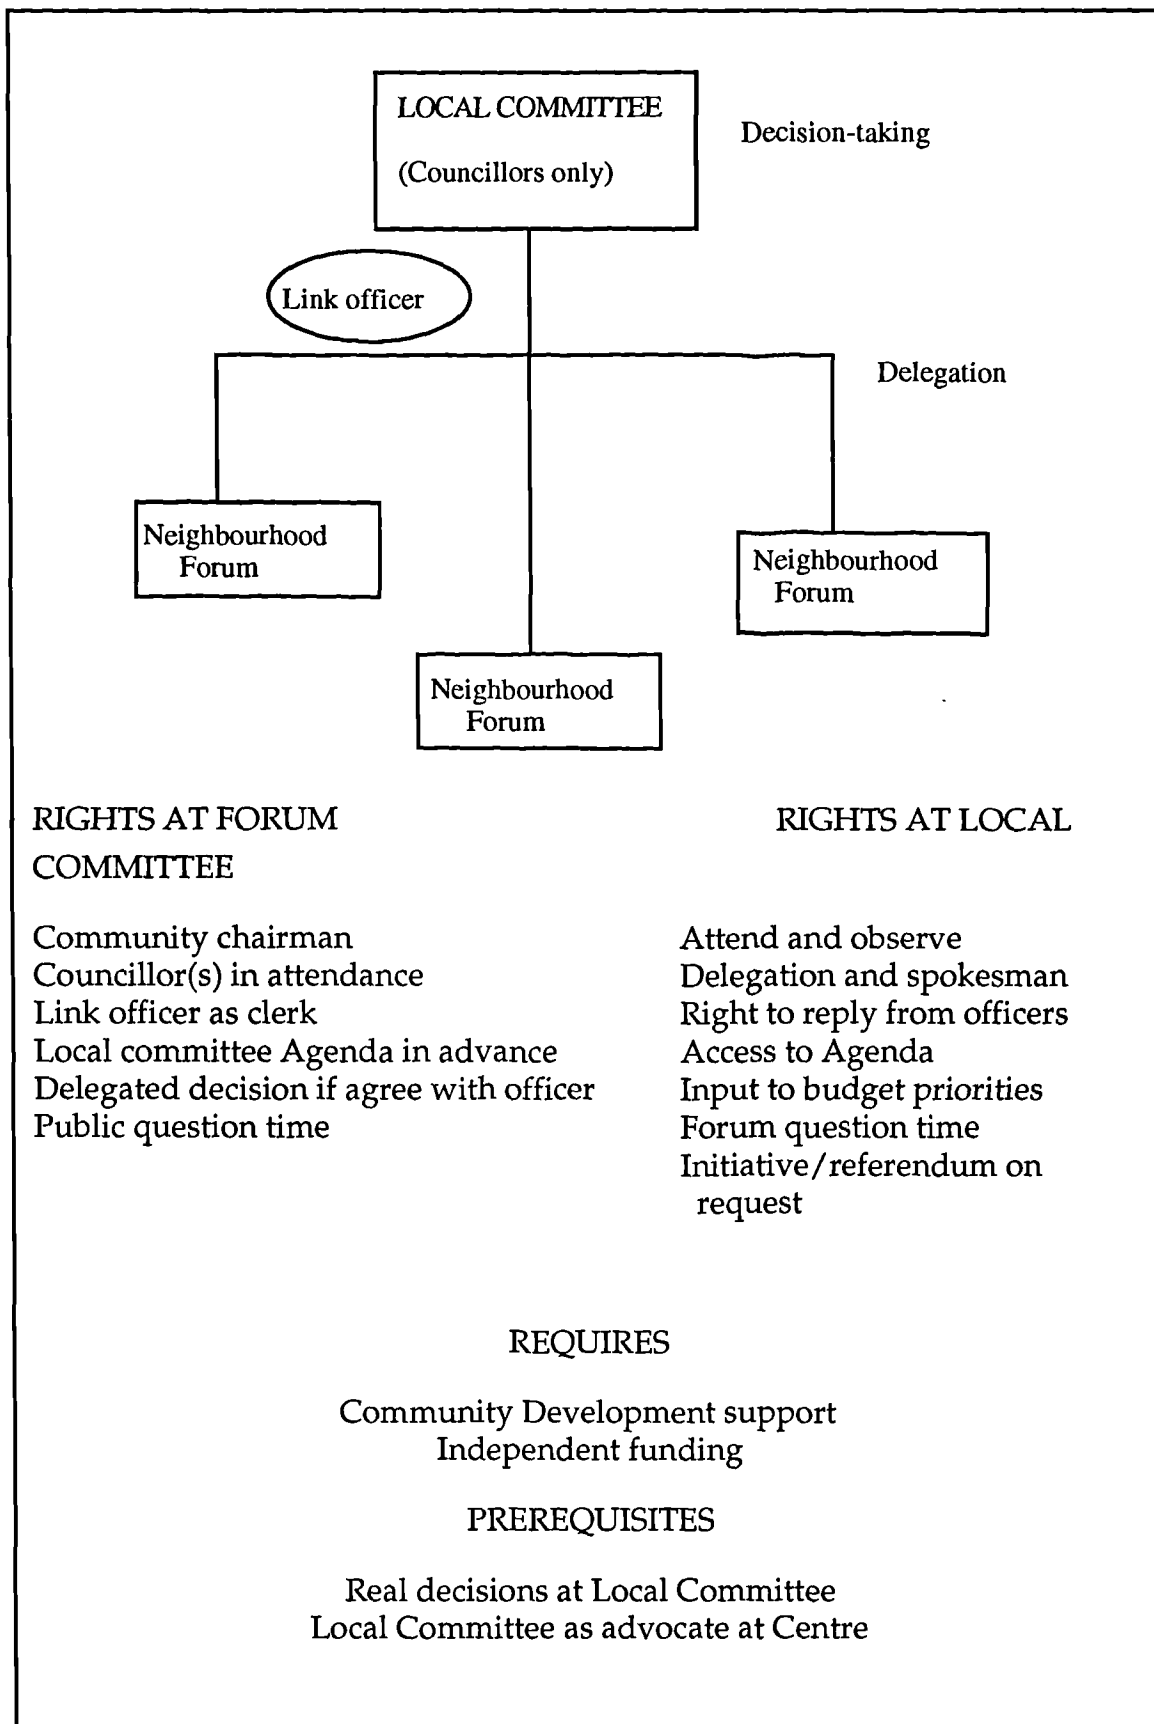 LOCAL COMMITTEE
(Councillors only)
Decision-taking
Link officer
Delegation
Neighbourhood
Forum
Neighbourhood
Forum
Neighbourhood
Forum
RIGHTS AT FORUM
RIGHTS AT LOCAL
COMMITTEE
Community chairman
Councillor(s) in attendance
Link officer as clerk
Local committee Agenda in advance
Delegated decision if agree with officer
Public question time
Attend and observe
Delegation and spokesman
Right to reply from officers
Access to Agenda
Input to budget priorities
Forum question time
Initiative/referendum on
request
REQUIRES
Community Development support
Independent funding
PREREQUISITES
Real decisions at Local Committee
Local Committee as advocate at Centre